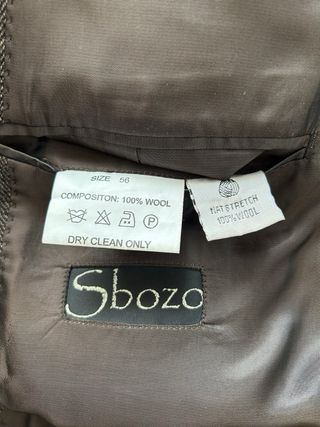 SIZE 56
COMPOSITON: 100% WOOL
P
DRY CLEAN ONLY
NAT STRETCH
100% WOOL
Sbozo